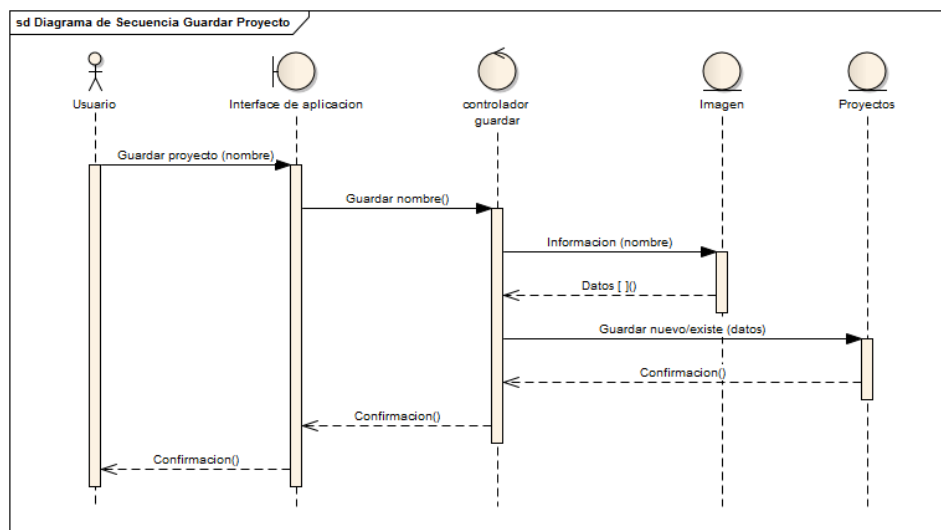 sd Diagrama de Secuencia Guardar Proyecto
Usuario
Interface de aplicacion
controlador
guardar
Imagen
Proyectos
Guardar proyecto (nombre)
Guardar nombre()
Informacion (nombre)
Datos [ ]()
Guardar nuevo/existe (datos)
Confirmacion()
Confirmacion()
Confirmacion()